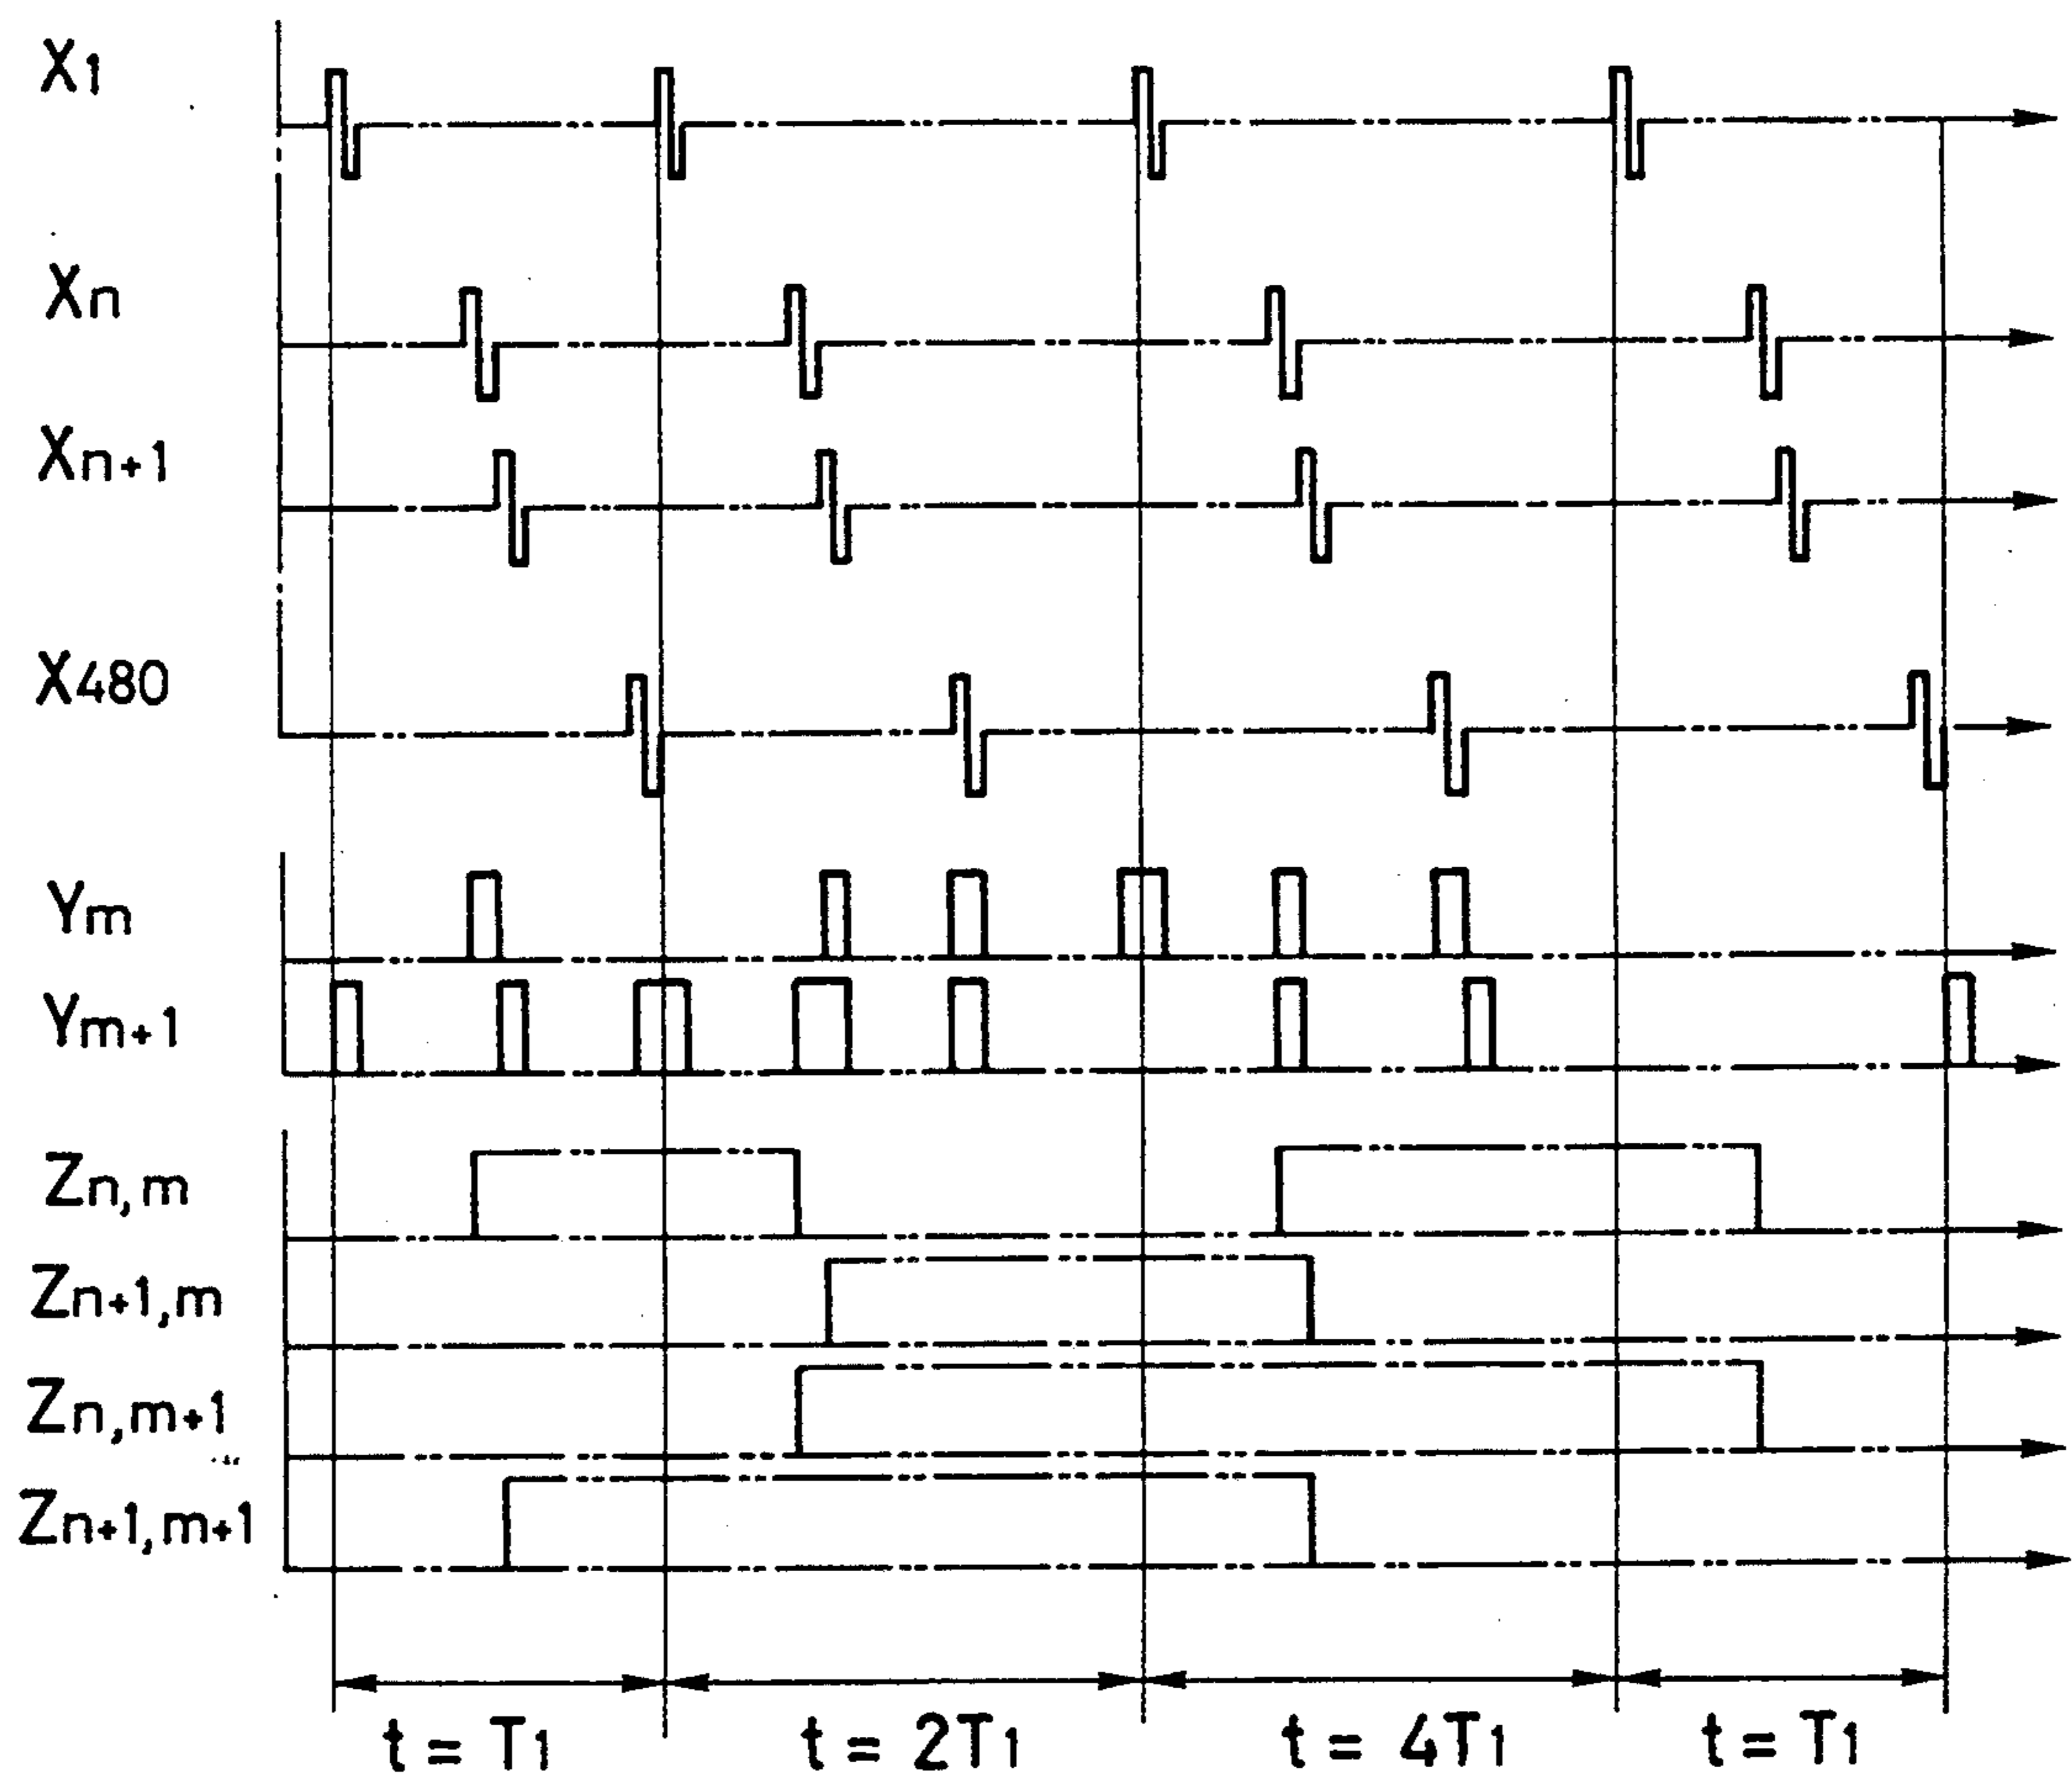 X1
Xn
Xn+1
X480
Ym
Ym+1
Zn,m
Zn+1,m
Zn,m+1
Zn+1,m+1
t = T1 t = 2T1 t = 4T1 t = T1